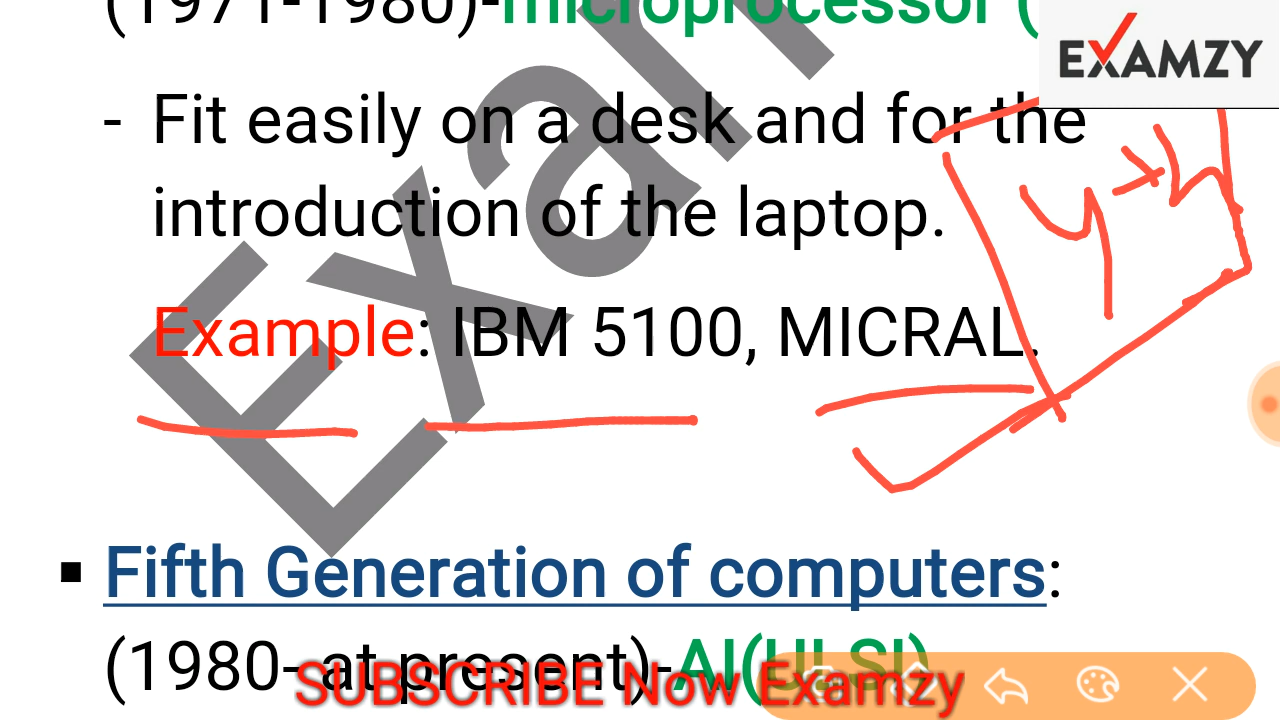 (1971-1980)-microprocessor (
EXAMZY
- Fit easily on a desk and for the
introduction of the laptop.
Example: IBM 5100, MICRAL.
▪ Fifth Generation of computers:
(1980- at present)-AI(ULSI)
SUBSCRIBE Now Examzy